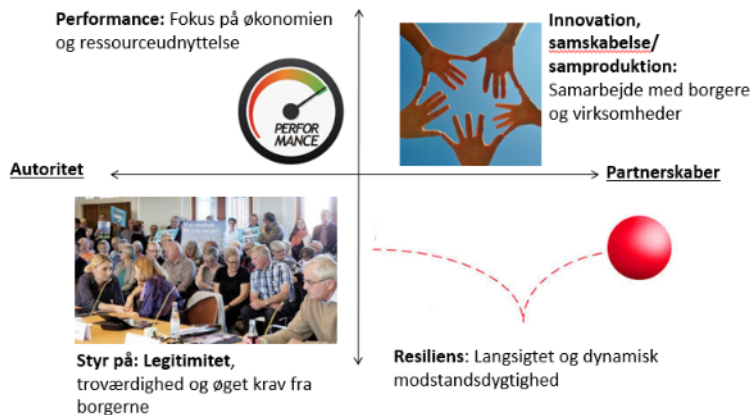 Performance: Fokus på økonomien
og ressourceudnyttelse
PERFOR
MANCE
Innovation,
samskabelse/
samproduktion:
Samarbejde med borgere
og virksomheder
Autoritet
Partnerskaber
Styr på: Legitimitet,
troværdighed og øget krav fra
borgerne
Resiliens: Langsigtet og dynamisk
modstandsdygtighed